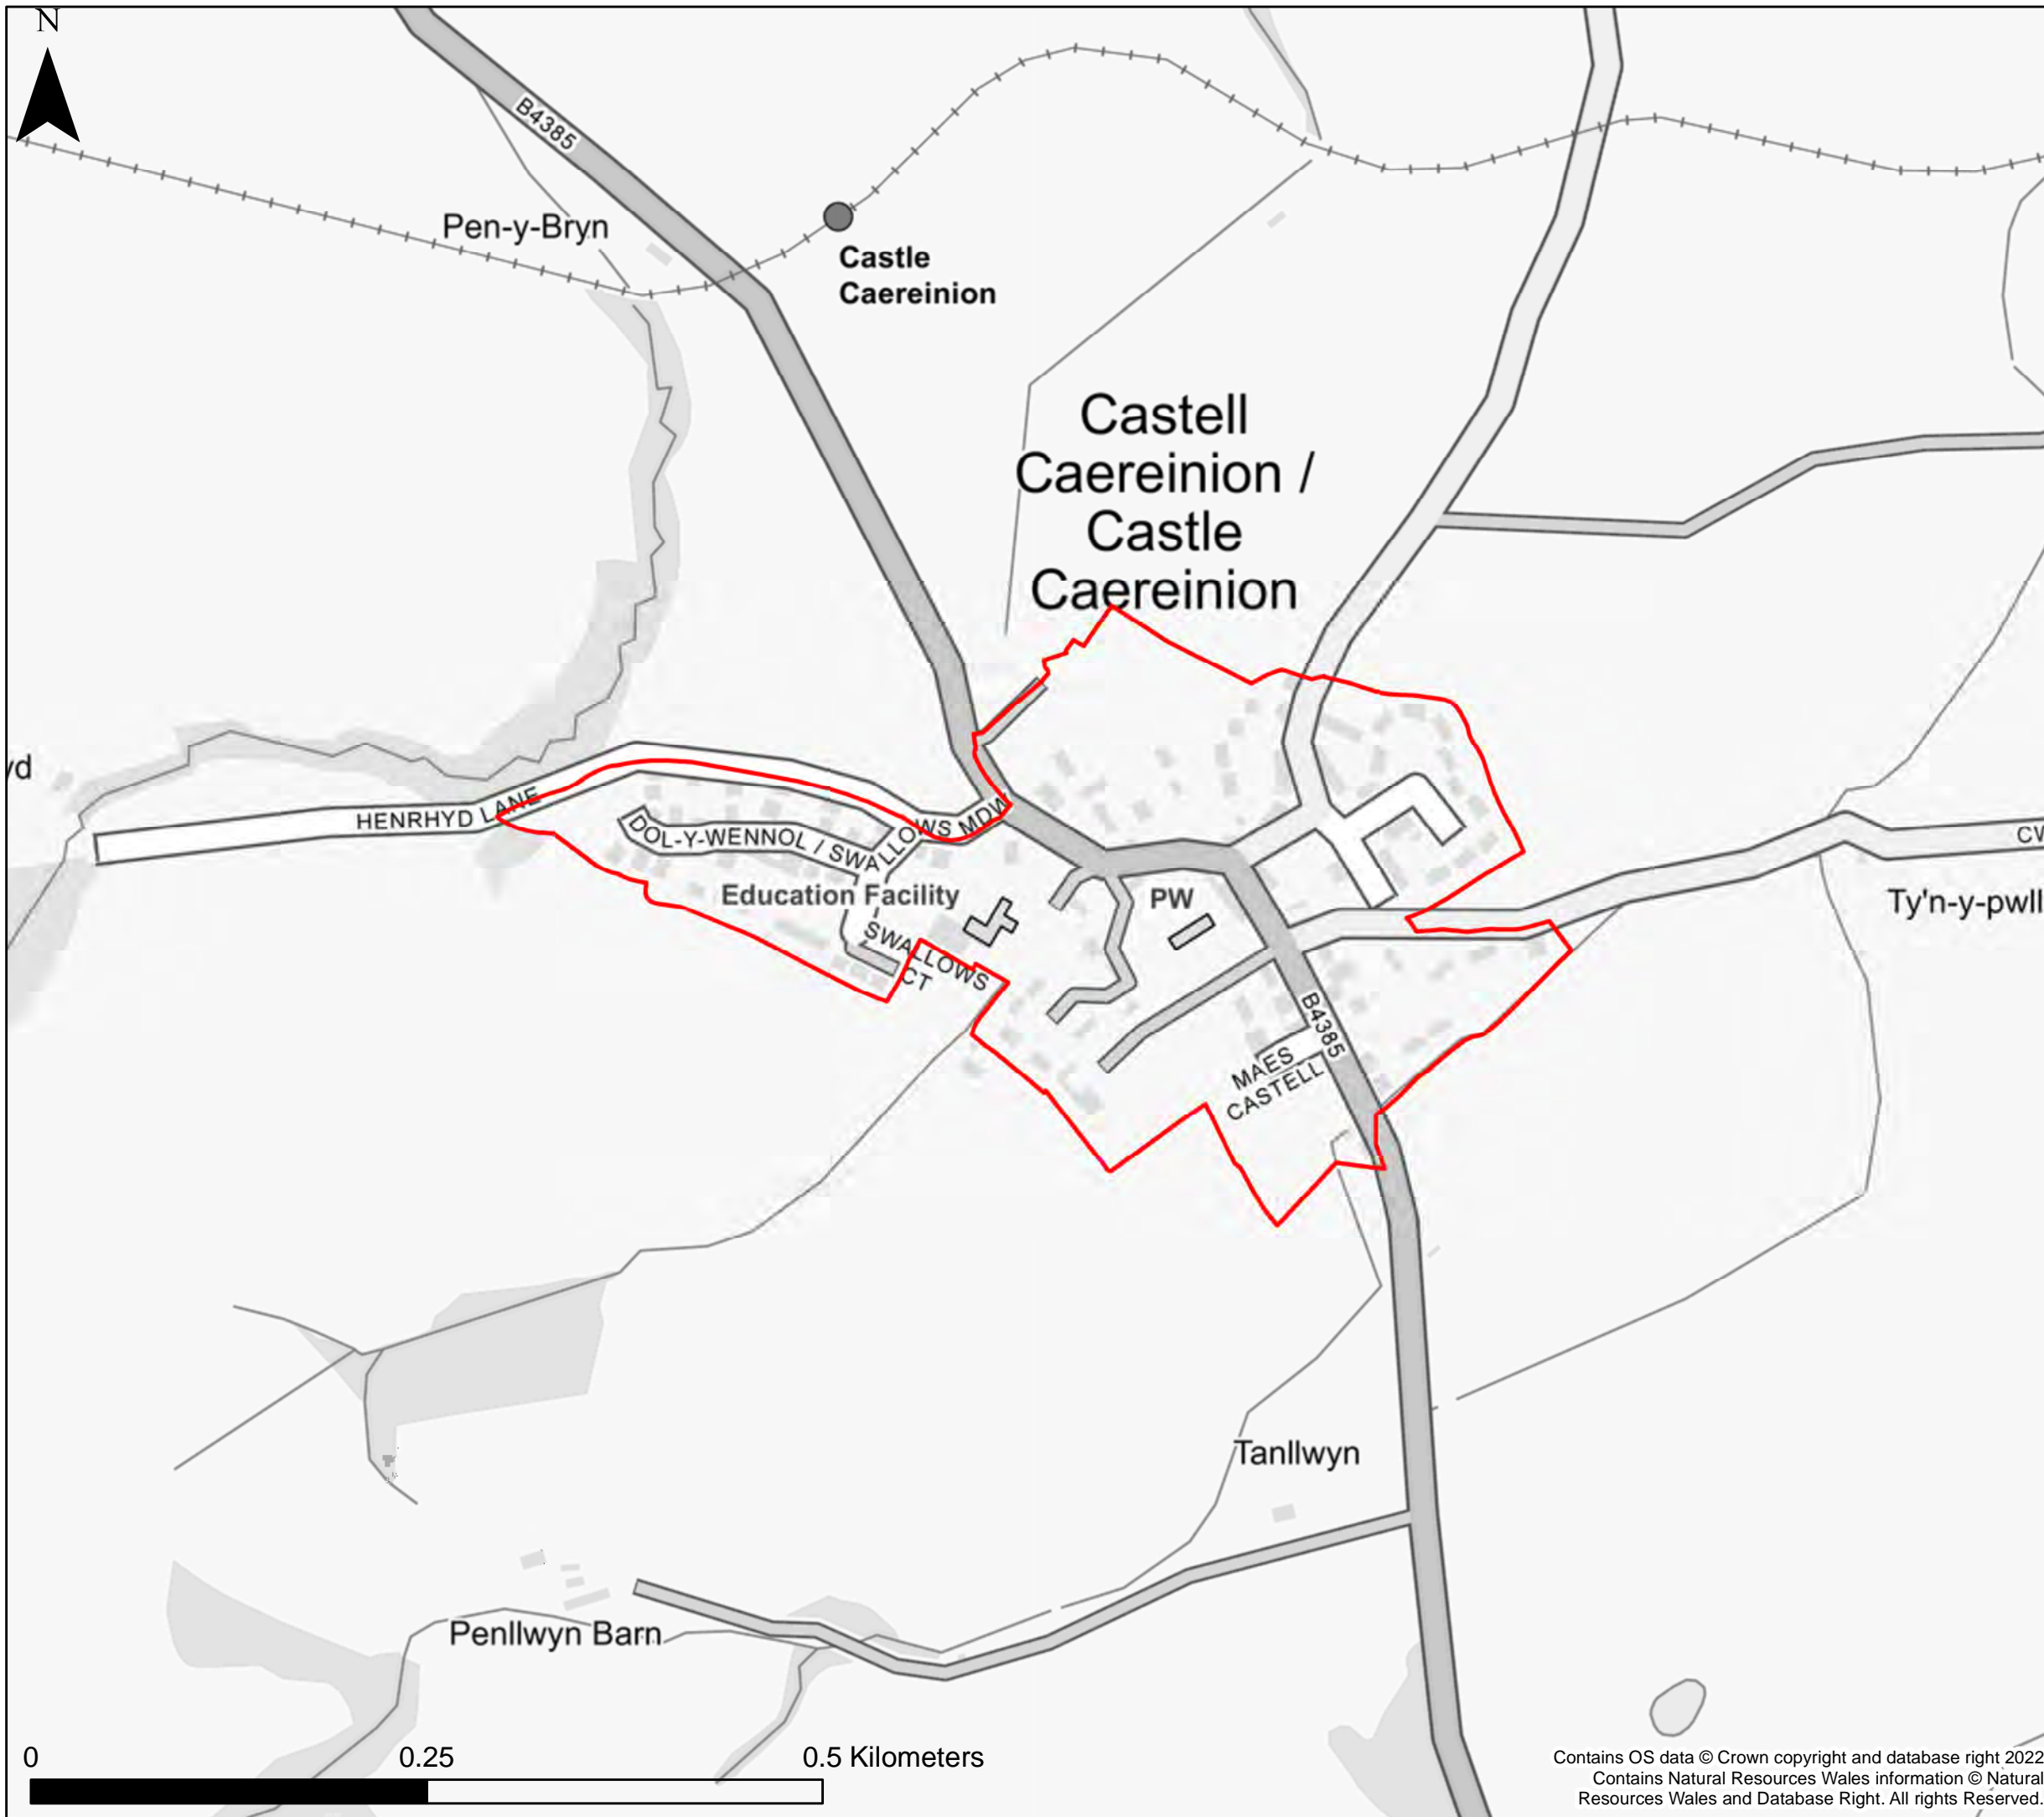 N
B4385
Pen-y-Bryn
Castle
Caereinion
Castell
Caereinion /
Castle
Caereinion
yd
HENRHYD LANE
DOL-Y-WENNOL / SWALLOWS MDW
CW
Education Facility
PW
Ty'n-y-pwll
SWALLOWS
CT
B4385
MAES
CASTELL
Tanllwyn
Penllwyn Barn
0 0.25 0.5 Kilometers
Contains OS data © Crown copyright and database right 2022
Contains Natural Resources Wales information © Natural
Resources Wales and Database Right. All rights Reserved.